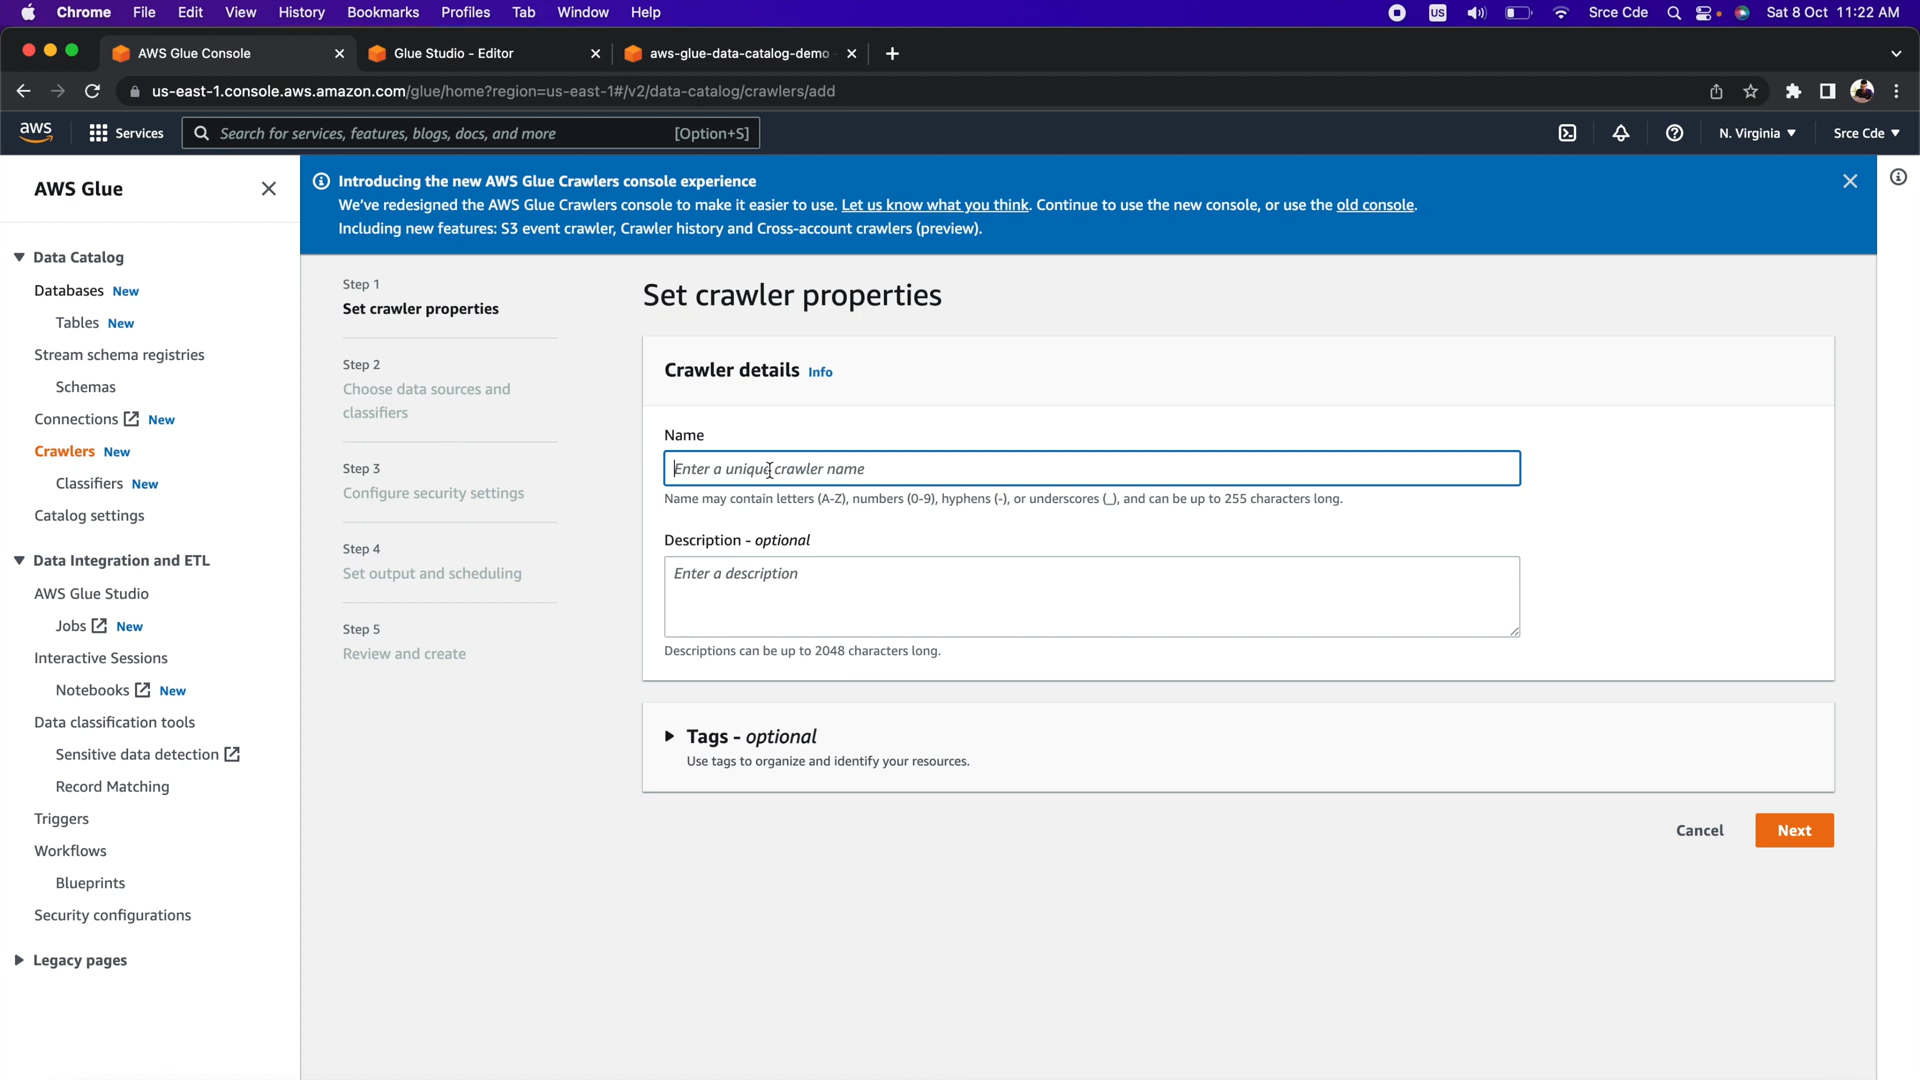 Chrome File Edit View History Bookmarks Profiles Tab Window Help
US Srce Cde Sat 8 Oct 11:22 AM
AWS Glue Console
Glue Studio - Editor
aws-glue-data-catalog-demo
us-east-1.console.aws.amazon.com/glue/home?region=us-east-1#/v2/data-catalog/crawlers/add
aws Services Search for services, features, blogs, docs, and more [Option+S] N. Virginia Srce Cde
AWS Glue
Data Catalog
Databases New
Tables New
Stream schema registries
Schemas
Connections New
Crawlers New
Classifiers New
Catalog settings
Data Integration and ETL
AWS Glue Studio
Jobs New
Interactive Sessions
Notebooks New
Data classification tools
Sensitive data detection
Record Matching
Triggers
Workflows
Blueprints
Security configurations
Legacy pages
Introducing the new AWS Glue Crawlers console experience
We've redesigned the AWS Glue Crawlers console to make it easier to use. Let us know what you think. Continue to use the new console, or use the old console.
Including new features: S3 event crawler, Crawler history and Cross-account crawlers (preview).
Step 1
Set crawler properties
Step 2
Choose data sources and
classifiers
Step 3
Configure security settings
Step 4
Set output and scheduling
Step 5
Review and create
Set crawler properties
Crawler details Info
Name
Enter a unique crawler name
Name may contain letters (A-Z), numbers (0-9), hyphens (-), or underscores (_), and can be up to 255 characters long.
Description - optional
Enter a description
Descriptions can be up to 2048 characters long.
Tags - optional
Use tags to organize and identify your resources.
Cancel Next